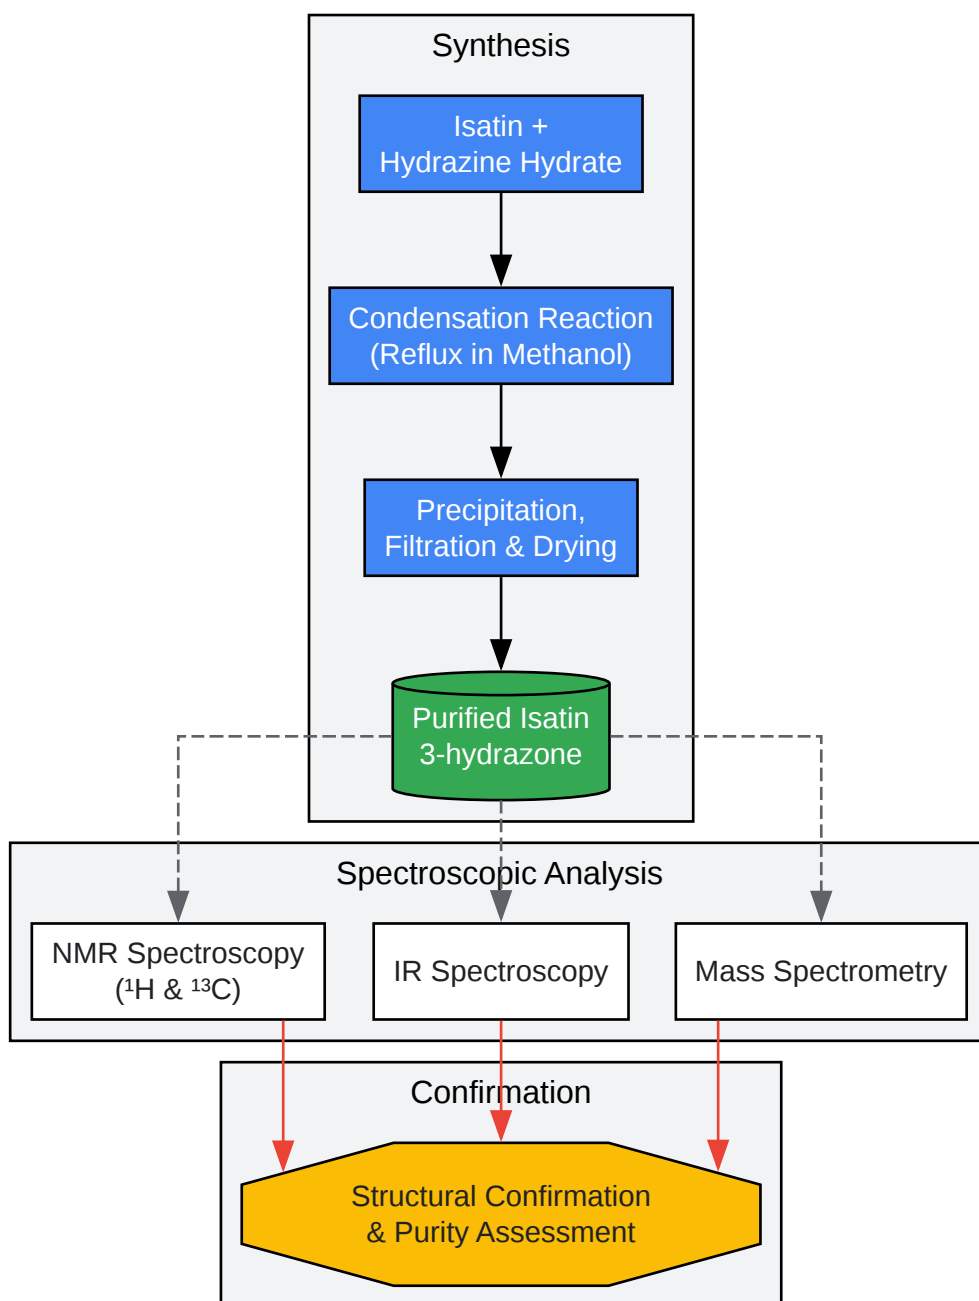 Synthesis
Isatin +
Hydrazine Hydrate
Condensation Reaction
(Reflux in Methanol)
Precipitation,
Filtration & Drying
Purified Isatin
3-hydrazone
Spectroscopic Analysis
NMR Spectroscopy
(¹H & ¹³C)
IR Spectroscopy
Mass Spectrometry
Confirmation
Structural Confirmation
& Purity Assessment